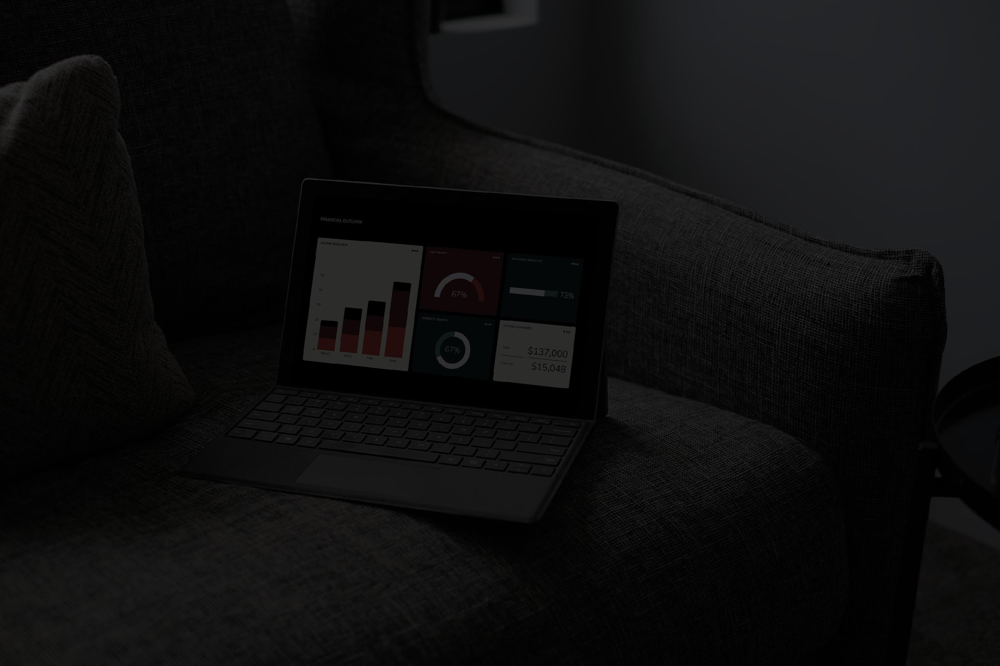 FINANCIAL OUTLOOK
INCOME OVERVIEW
50
40
30
20
10
0
March
April
May
June
YOY PROFIT
67%
BUSINESS GROWTH
73%
WEBSITE TRAFFIC
67%
INCOME EXPENSES
Total
$137,000
Expenses
$15,048
Q W E R T Y U I O P
A S D F G H J K L
Z X C V B N M